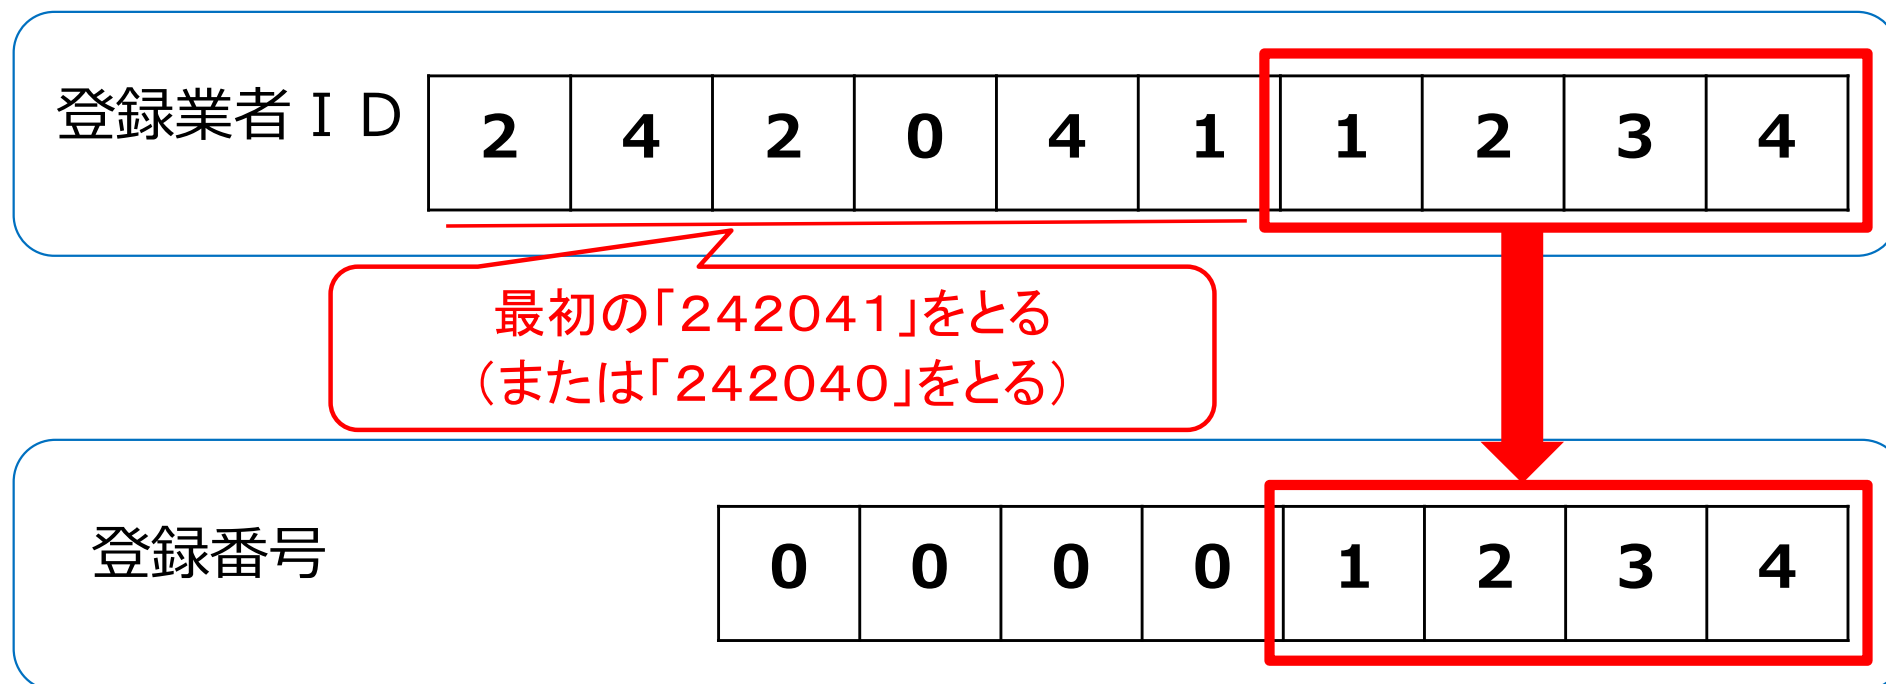 登録業者ＩＤ 2 4 2 0 4 1 1 2 3 4
最初の「２４２０４１」をとる
（または「２４２０４０」をとる）
登録番号 0 0 0 0 1 2 3 4